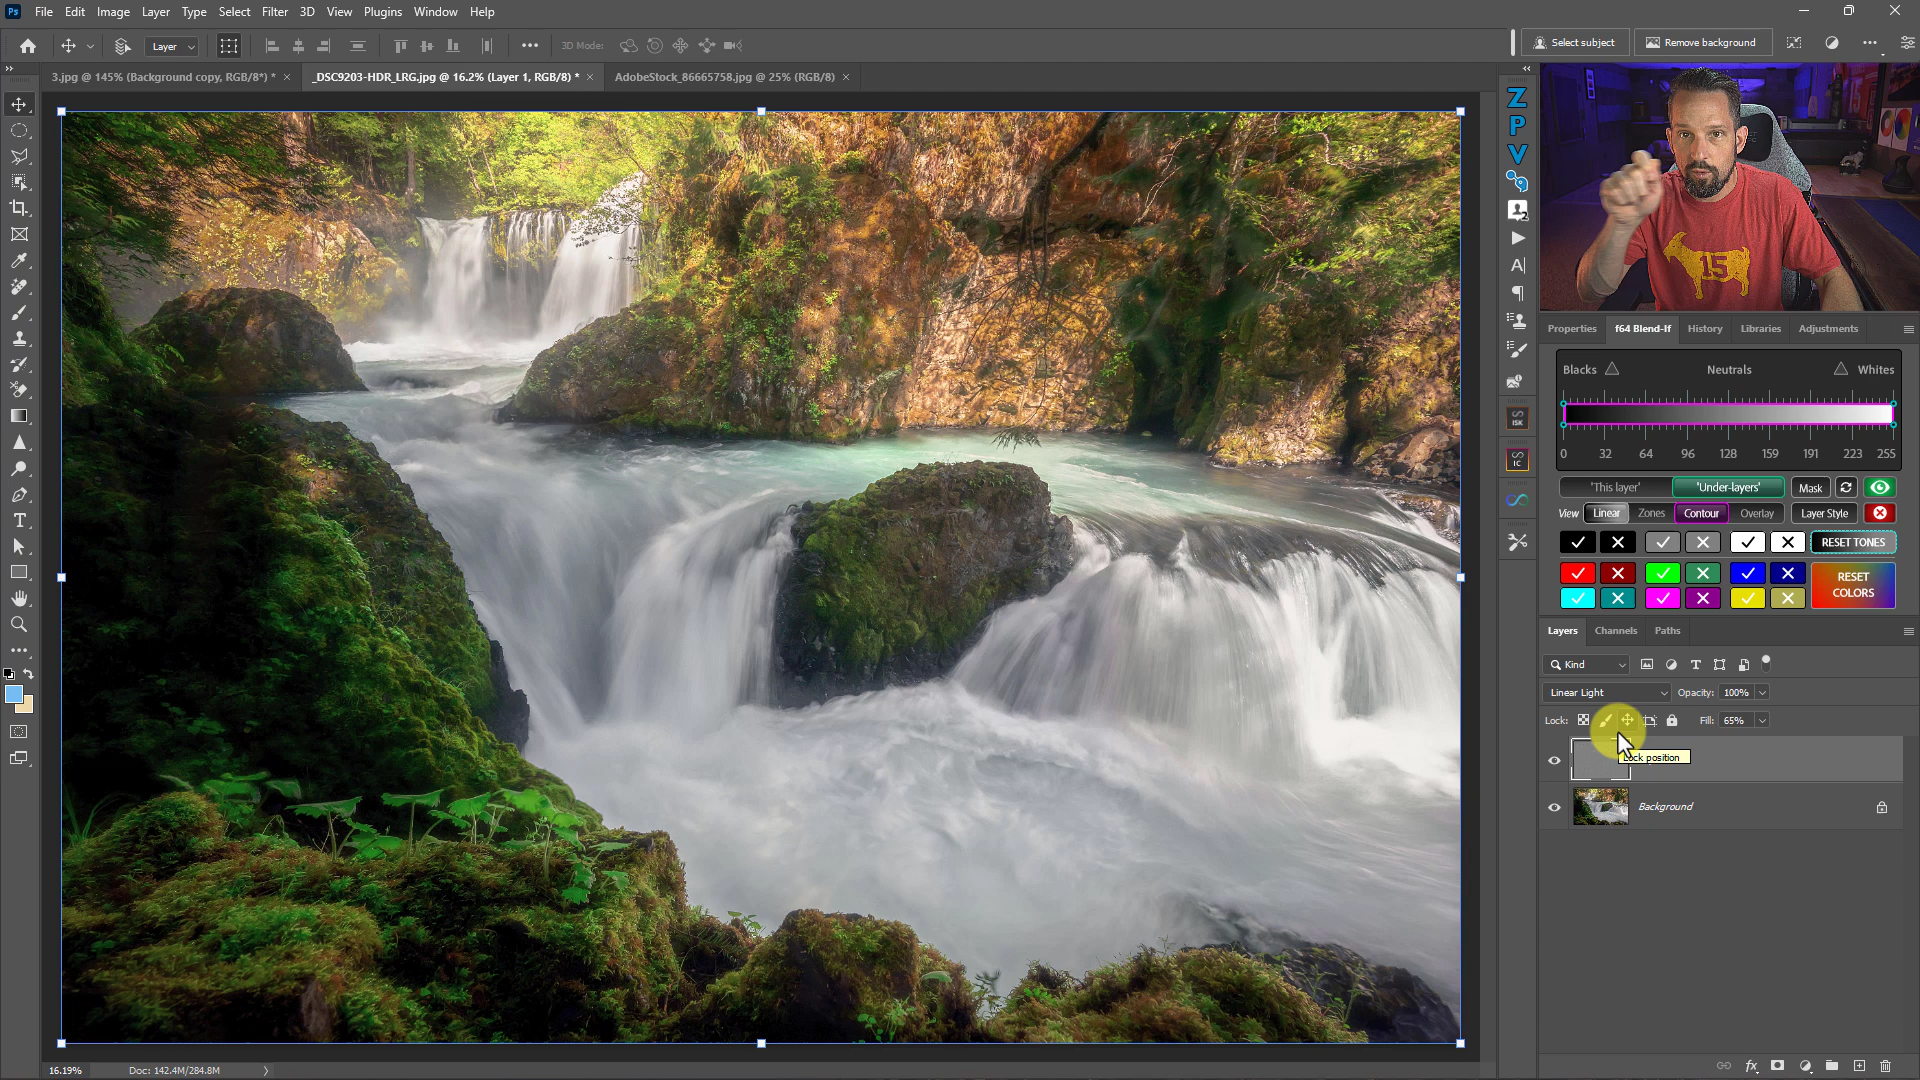 Ps File Edit Image Layer Type Select Filter 3D View Plugins Window Help
Layer 3D Mode: Select subject Remove background
3.jpg @ 145% (Background copy, RGB/8*) * _DSC9203-HDR_LRG.jpg @ 16.2% (Layer 1, RGB/8) * AdobeStock_86665758.jpg @ 25% (RGB/8)
Z
P
V
15
Properties f64 Blend-If History Libraries Adjustments
Blacks Neutrals Whites
0 32 64 96 128 159 191 223 255
'This layer' 'Under-layers' Mask
View Linear Zones Contour Overlay Layer Style
RESET TONES
RESET
COLORS
ISK
IC
Layers Channels Paths
Kind
Linear Light Opacity: 100%
Lock: Fill: 65%
Lock position
Background
16.19% Doc: 142.4M/284.8M